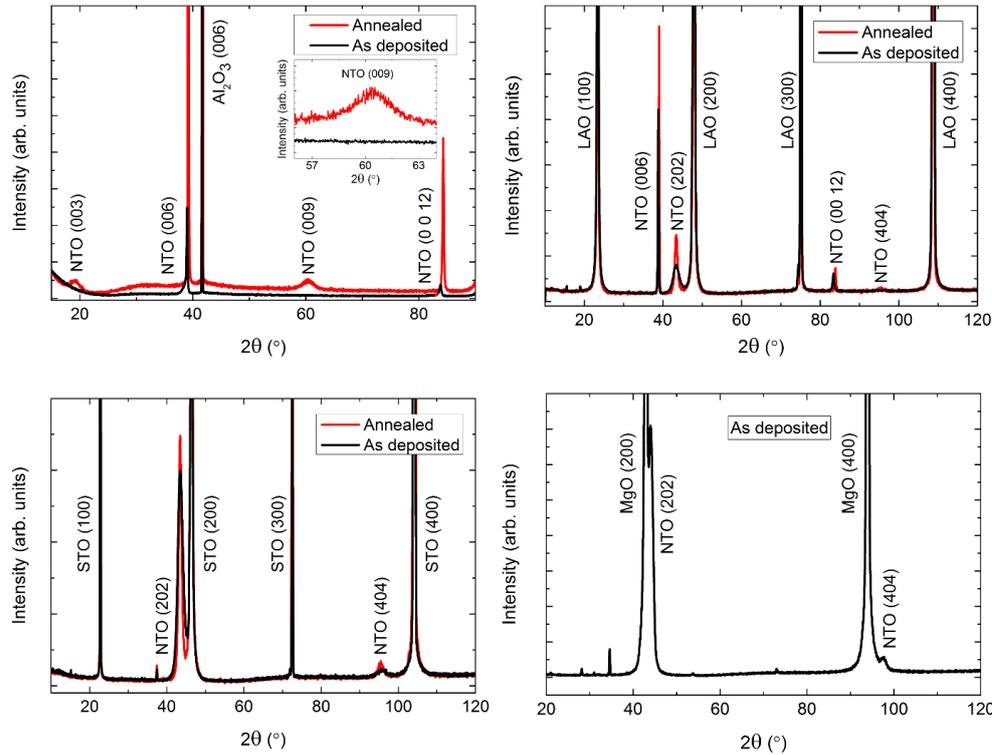 Annealed
As deposited
Al2O3 (006)
NTO (009)
Intensity (arb. units)
57 60 63
2θ (°)
NTO (003)
NTO (006)
NTO (009)
NTO (0 0 12)
Intensity (arb. units)
20 40 60 80
2θ (°)
Annealed
As deposited
LAO (100)
NTO (006)
NTO (202)
LAO (200)
LAO (300)
NTO (00 12)
NTO (404)
LAO (400)
Intensity (arb. units)
20 40 60 80 100 120
2θ (°)
Annealed
As deposited
STO (100)
NTO (202)
STO (200)
STO (300)
NTO (404)
STO (400)
Intensity (arb. units)
20 40 60 80 100 120
2θ (°)
As deposited
MgO (200)
NTO (202)
MgO (400)
NTO (404)
Intensity (arb. units)
20 40 60 80 100 120
2θ (°)